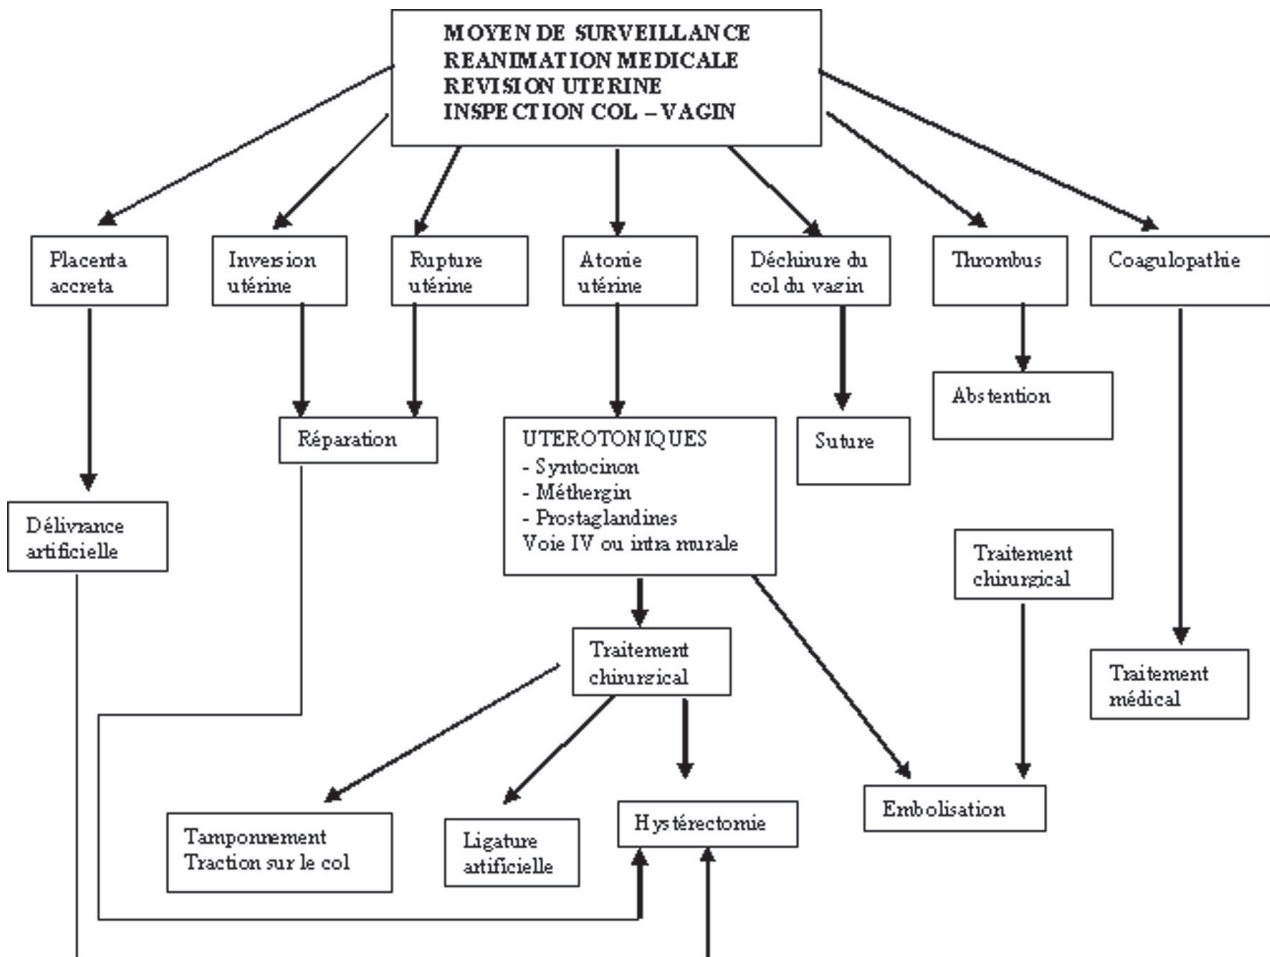 MOYEN DE SURVEILLANCE
REANIMATION MEDICALE
REVISION UTERINE
INSPECTION COL – VAGIN
Placenta
accreta
Inversion
utérine
Rupture
utérine
Atonie
utérine
Déchirure du
col du vagin
Thrombus
Coagulopathie
Abstention
Réparation
UTEROTONIQUES
- Syntocinon
- Méthergin
- Prostaglandines
Voie IV ou intra murale
Suture
Délivrance
artificielle
Traitement
chirurgical
Traitement
chirurgical
Traitement
médical
Tamponnement
Traction sur le col
Ligature
artificielle
Hystérectomie
Embolisation